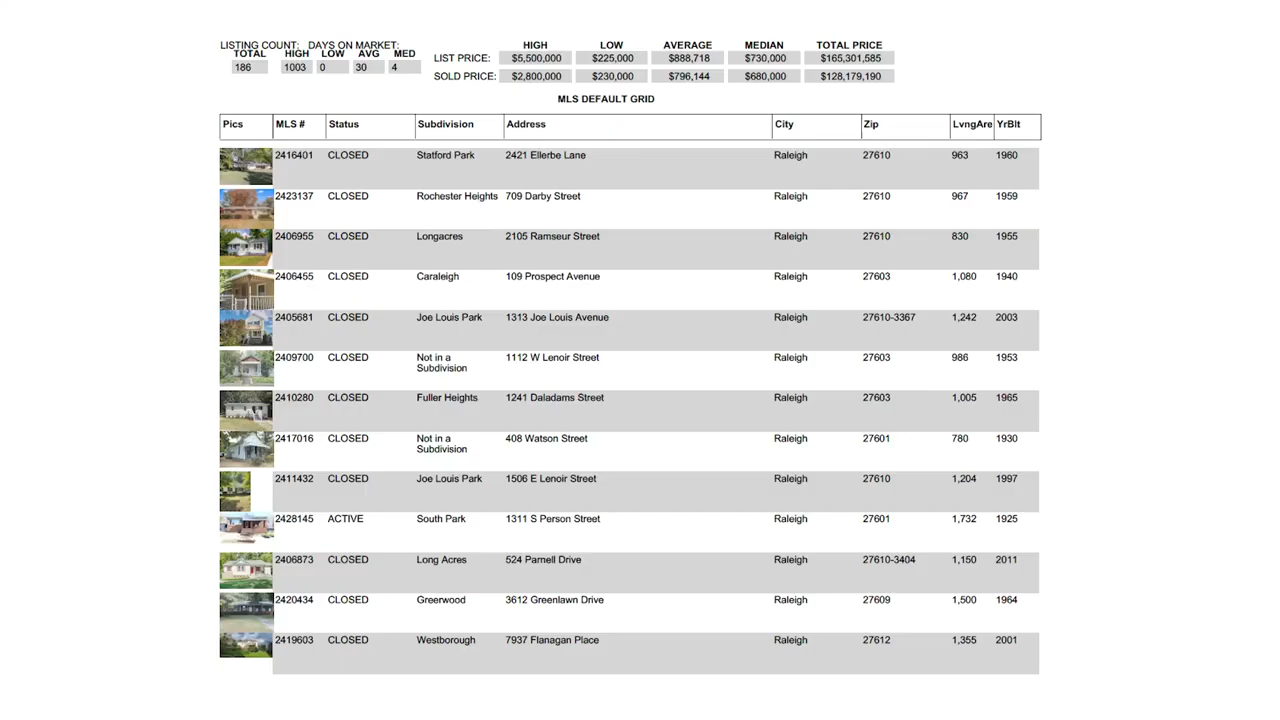 LISTING COUNT: DAYS ON MARKET:
TOTAL HIGH LOW AVG MED
186 1003 0 30 4
HIGH LOW AVERAGE MEDIAN TOTAL PRICE
LIST PRICE: $5,500,000 $225,000 $888,718 $730,000 $165,301,585
SOLD PRICE: $2,800,000 $230,000 $796,144 $680,000 $128,179,190
MLS DEFAULT GRID
Pics MLS # Status Subdivision Address City Zip LvngAre YrBlt
2416401 CLOSED Statford Park 2421 Ellerbe Lane Raleigh 27610 963 1960
2423137 CLOSED Rochester Heights 709 Darby Street Raleigh 27610 967 1959
2406955 CLOSED Longacres 2105 Ramseur Street Raleigh 27610 830 1955
2406455 CLOSED Caraleigh 109 Prospect Avenue Raleigh 27603 1,080 1940
2405681 CLOSED Joe Louis Park 1313 Joe Louis Avenue Raleigh 27610-3367 1,242 2003
2409700 CLOSED Not in a 1112 W Lenoir Street Raleigh 27603 986 1953
Subdivision
2410280 CLOSED Fuller Heights 1241 Daladams Street Raleigh 27603 1,005 1965
2417016 CLOSED Not in a 408 Watson Street Raleigh 27601 780 1930
Subdivision
2411432 CLOSED Joe Louis Park 1506 E Lenoir Street Raleigh 27610 1,204 1997
2428145 ACTIVE South Park 1311 S Person Street Raleigh 27601 1,732 1925
2406873 CLOSED Long Acres 524 Parnell Drive Raleigh 27610-3404 1,150 2011
2420434 CLOSED Greerwood 3612 Greenlawn Drive Raleigh 27609 1,500 1964
2419603 CLOSED Westborough 7937 Flanagan Place Raleigh 27612 1,355 2001